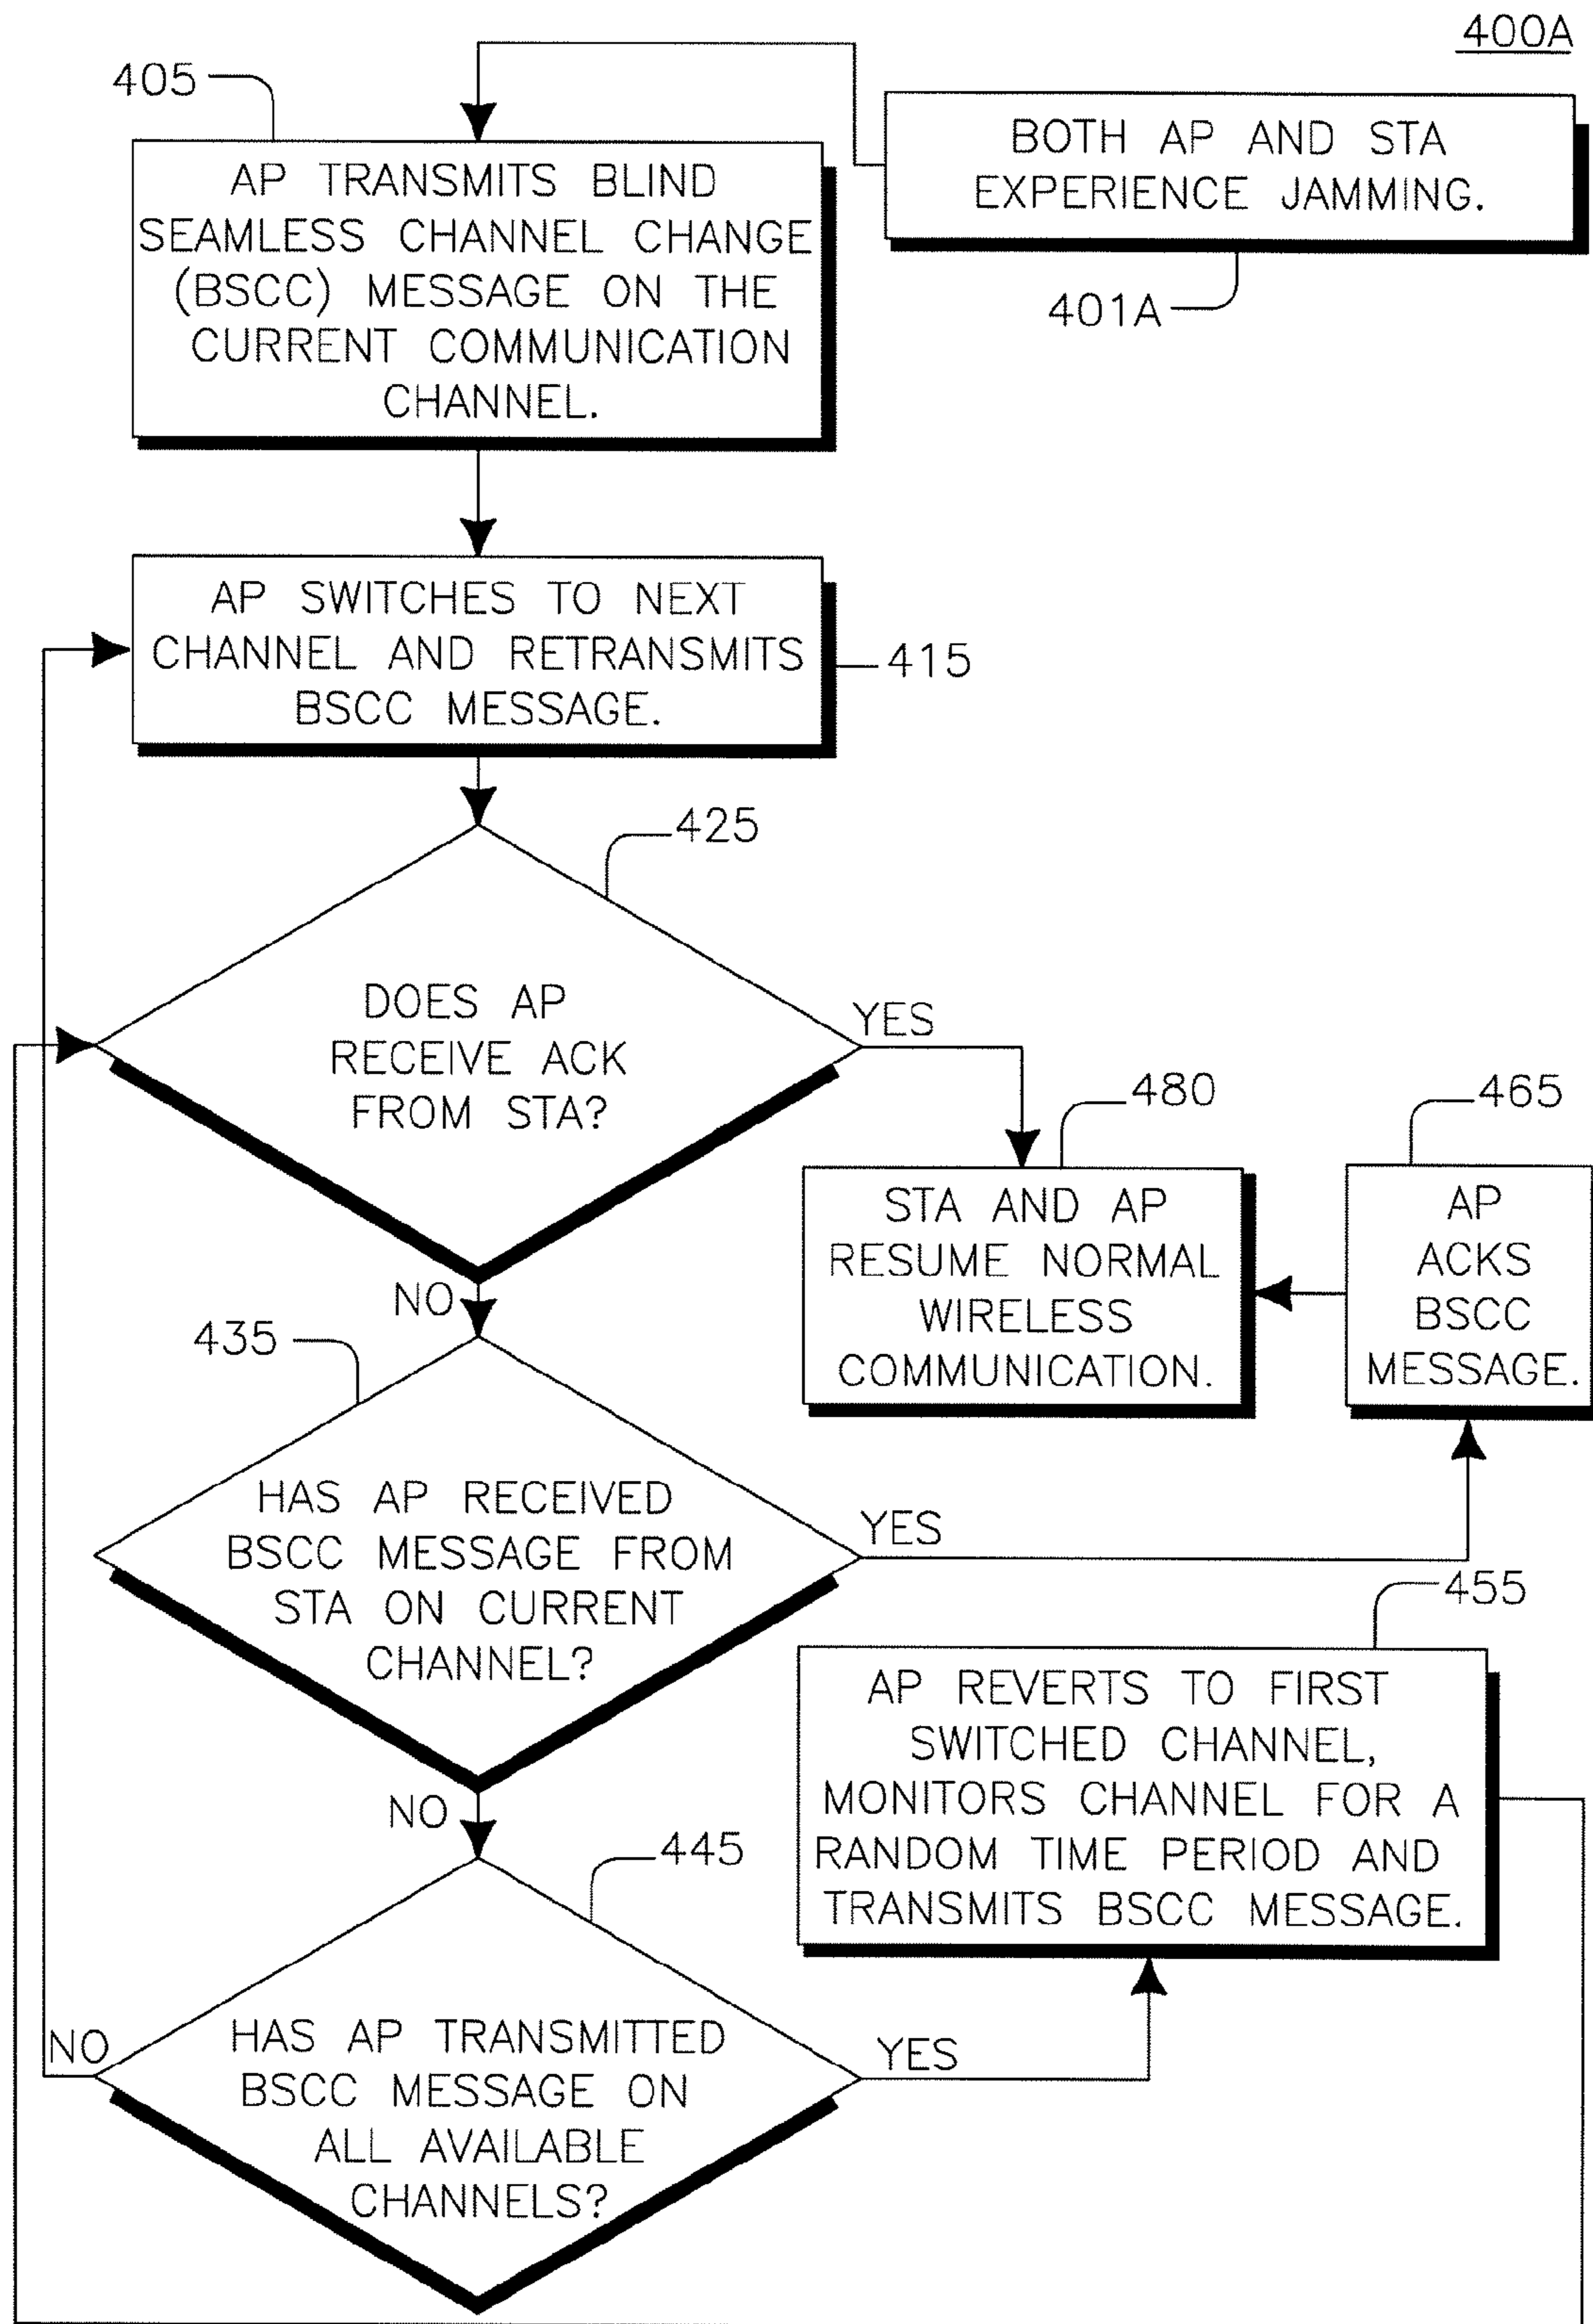 400A
405
BOTH AP AND STA
EXPERIENCE JAMMING.
401A
AP TRANSMITS BLIND
SEAMLESS CHANNEL CHANGE
(BSCC) MESSAGE ON THE
CURRENT COMMUNICATION
CHANNEL.
AP SWITCHES TO NEXT
CHANNEL AND RETRANSMITS
BSCC MESSAGE.
415
425
DOES AP
RECEIVE ACK
FROM STA?
YES
NO
480
STA AND AP
RESUME NORMAL
WIRELESS
COMMUNICATION.
465
AP
ACKS
BSCC
MESSAGE.
435
HAS AP RECEIVED
BSCC MESSAGE FROM
STA ON CURRENT
CHANNEL?
YES
NO
455
AP REVERTS TO FIRST
SWITCHED CHANNEL,
MONITORS CHANNEL FOR A
RANDOM TIME PERIOD AND
TRANSMITS BSCC MESSAGE.
445
HAS AP TRANSMITTED
BSCC MESSAGE ON
ALL AVAILABLE
CHANNELS?
NO
YES